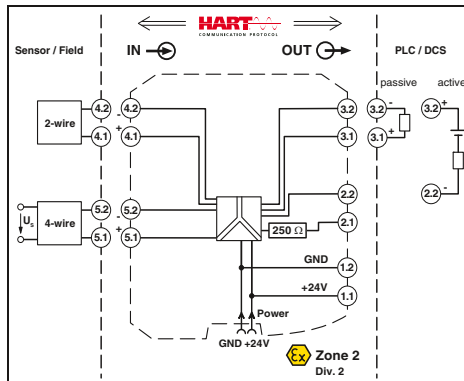 HART
COMMUNICATION PROTOCOL
Sensor / Field
IN
OUT
PLC / DCS
passive
active
2-wire
4.2
4.1
-
+
4.2
4.1
3.2
3.1
3.2 -
3.1 +
3.2 +
2.2 -
Us
4-wire
5.2
5.1
-
+
5.2
5.1
2.2
2.1
250 Ω
GND
1.2
+24V
1.1
Power
GND +24V
Ex
Zone 2
Div. 2